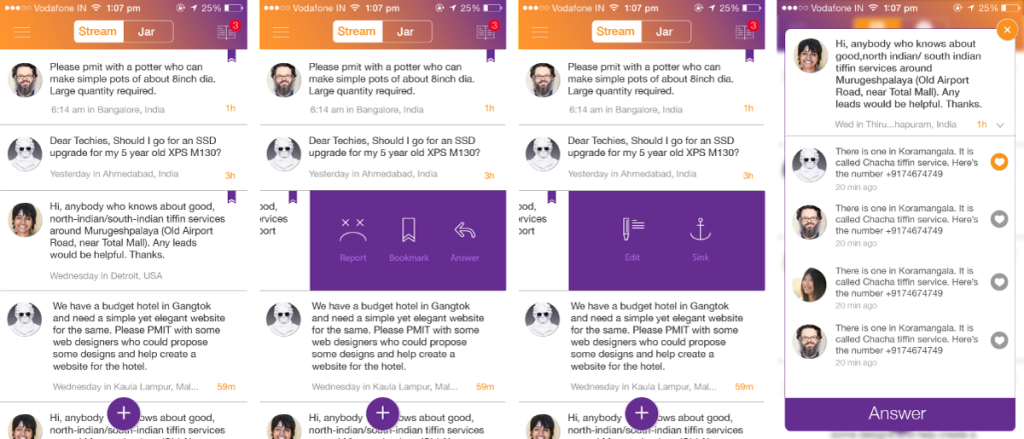 ●●●○○ Vodafone IN 1:07 pm 25%
Stream Jar 3
Please pmit with a potter who can
make simple pots of about 8inch dia.
Large quantity required.
6:14 am in Bangalore, India 1h
Dear Techies, Should I go for an SSD
upgrade for my 5 year old XPS M130?
Yesterday in Ahmedabad, India 3h
Hi, anybody who knows about good,
north-indian/south-indian tiffin services
around Murugeshpalaya (Old Airport
Road, near Total Mall). Any leads
would be helpful. Thanks.
Wednesday in Detroit, USA
We have a budget hotel in Gangtok
and need a simple yet elegant website
for the same. Please PMIT with some
web designers who could propose
some designs and help create a
website for the hotel.
Wednesday in Kaula Lampur, Mal... 59m
Hi, anybody about good,
+
●●●○○ Vodafone IN 1:07 pm 25%
Stream Jar 3
Please pmit with a potter who can
make simple pots of about 8inch dia.
Large quantity required.
6:14 am in Bangalore, India 1h
Dear Techies, Should I go for an SSD
upgrade for my 5 year old XPS M130?
Yesterday in Ahmedabad, India 3h
out good,
n services
Airport
eads
Report Bookmark Answer
We have a budget hotel in Gangtok
and need a simple yet elegant website
for the same. Please PMIT with some
web designers who could propose
some designs and help create a
website for the hotel.
Wednesday in Kaula Lampur, Mal... 59m
Hi, anybody about good,
+
●●●○○ Vodafone IN 1:07 pm 25%
Stream Jar 3
Please pmit with a potter who can
make simple pots of about 8inch dia.
Large quantity required.
6:14 am in Bangalore, India 1h
Dear Techies, Should I go for an SSD
upgrade for my 5 year old XPS M130?
Yesterday in Ahmedabad, India 3h
out good,
n services
Airport
eads
Edit Sink
We have a budget hotel in Gangtok
and need a simple yet elegant website
for the same. Please PMIT with some
web designers who could propose
some designs and help create a
website for the hotel.
Wednesday in Kaula Lampur, Mal... 59m
Hi, anybody about good,
+
●●●○○ Vodafone IN 1:07 pm 25%
Hi, anybody who knows about
good,north indian/ south indian
tiffin services around
Murugeshpalaya (Old Airport
Road, near Total Mall). Any
leads would be helpful. Thanks.
Wed in Thiru...hapuram, India 1h
There is one in Koramangala. It is
called Chacha tiffin service. Here's
the number +9174674749
20 min ago
There is one in Koramangala. It is
called Chacha tiffin service. Here's
the number +9174674749
20 min ago
There is one in Koramangala. It is
called Chacha tiffin service. Here's
the number +9174674749
20 min ago
There is one in Koramangala. It is
called Chacha tiffin service. Here's
the number +9174674749
20 min ago
Answer